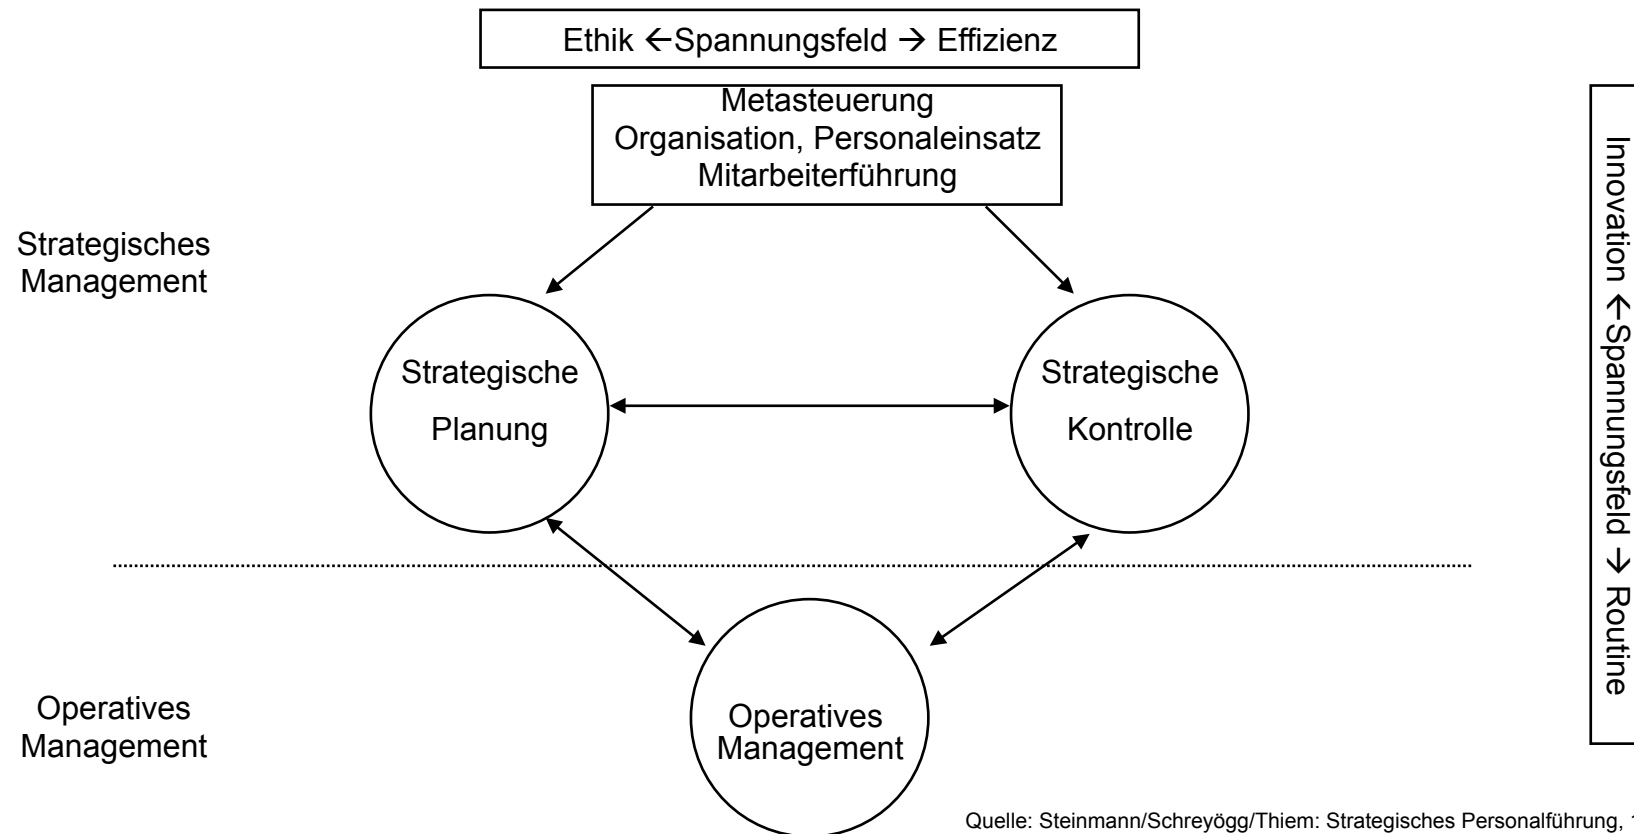 Ethik ←Spannungsfeld → Effizienz
Metasteuerung
Organisation, Personaleinsatz
Mitarbeiterführung
Innovation ←Spannungsfeld → Routine
Strategisches
Management
Strategische
Planung
Strategische
Kontrolle
Operatives
Management
Operatives
Management
Quelle: Steinmann/Schreyögg/Thiem: Strategisches Personalführung,